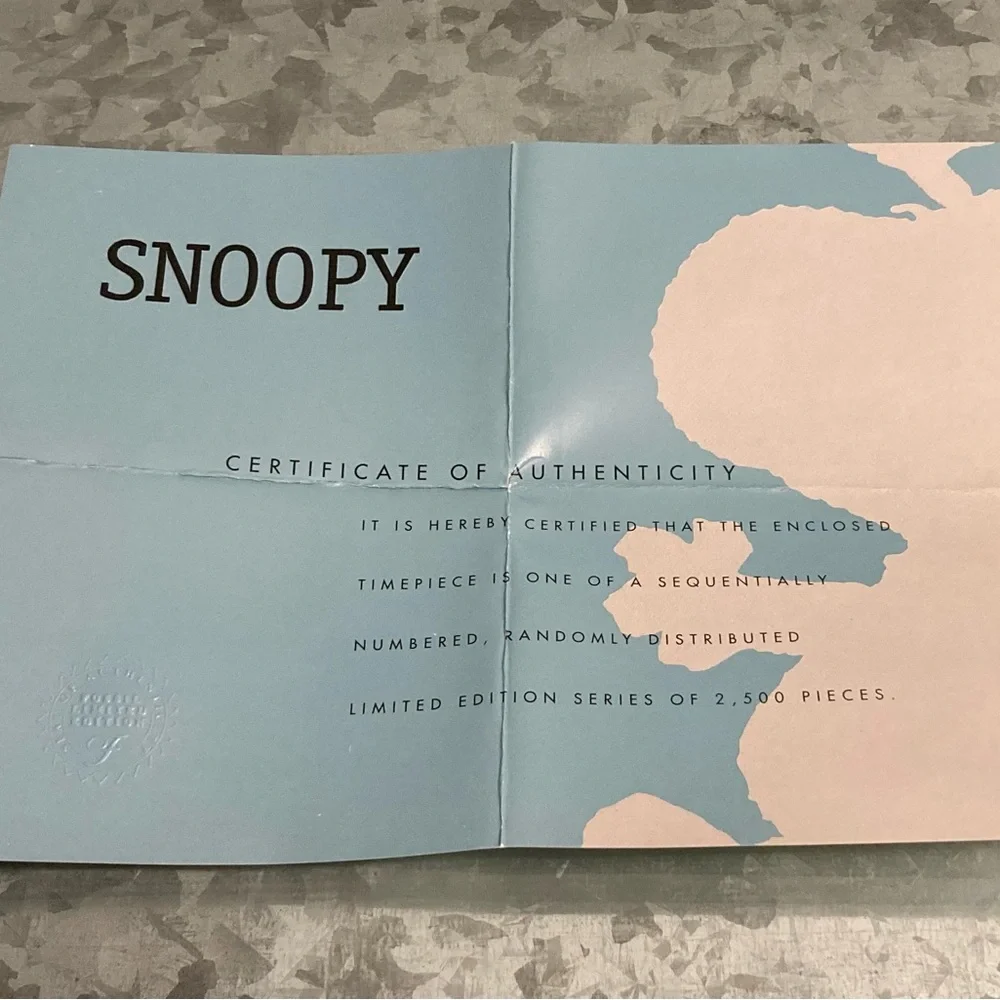 SNOOPY
CERTIFICATE OF AUTHENTICITY
IT IS HEREBY CERTIFIED THAT THE ENCLOSED
TIMEPIECE IS ONE OF A SEQUENTIALLY
NUMBERED, RANDOMLY DISTRIBUTED
LIMITED EDITION SERIES OF 2,500 PIECES.